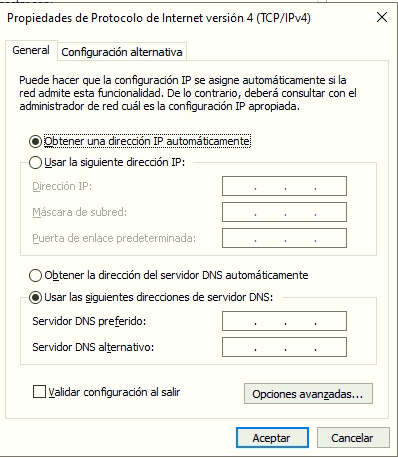 Propiedades de Protocolo de Internet versión 4 (TCP/IPv4)
General Configuración alternativa
Puede hacer que la configuración IP se asigne automáticamente si la
red admite esta funcionalidad. De lo contrario, deberá consultar con el
administrador de red cuál es la configuración IP apropiada.
Obtener una dirección IP automáticamente
Usar la siguiente dirección IP:
Dirección IP:
Máscara de subred:
Puerta de enlace predeterminada:
Obtener la dirección del servidor DNS automáticamente
Usar las siguientes direcciones de servidor DNS:
Servidor DNS preferido:
Servidor DNS alternativo:
Validar configuración al salir
Opciones avanzadas...
Aceptar Cancelar